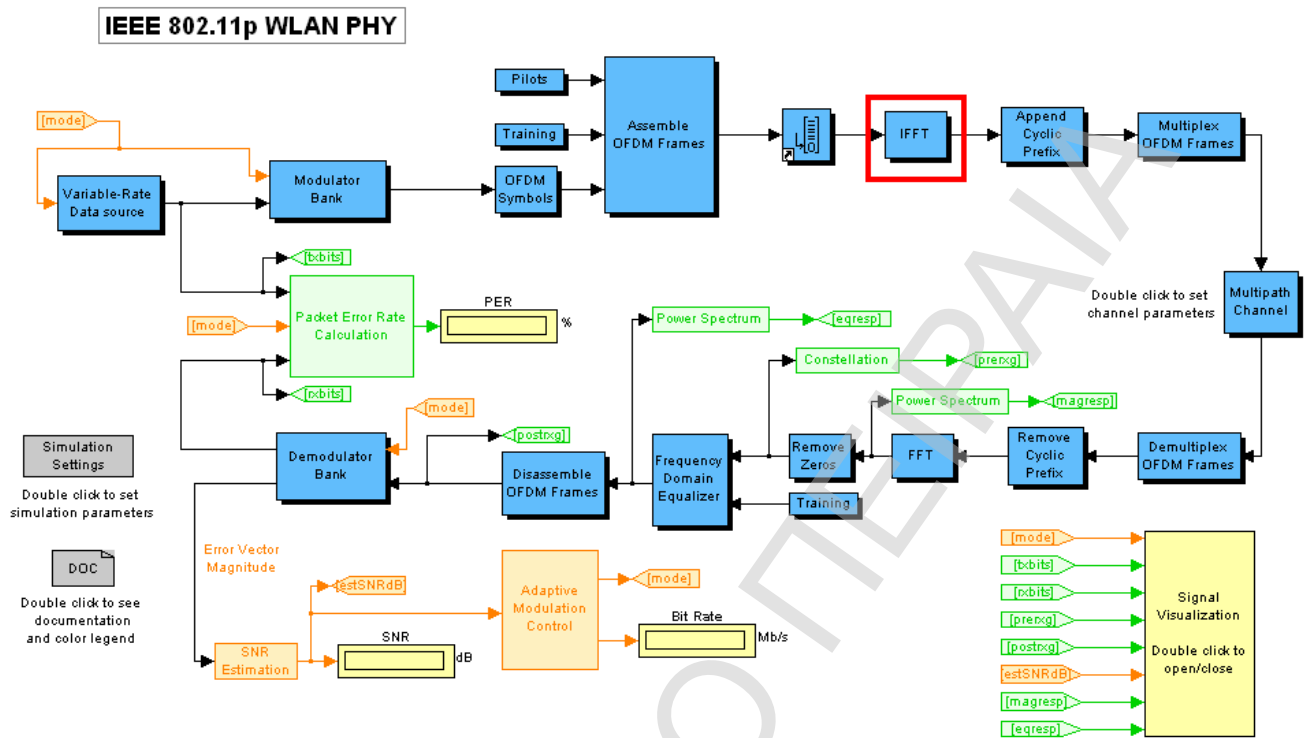 IEEE 802.11p WLAN PHY
[mode]
Variable-Rate
Data source
Modulator
Bank
Pilots
Training
OFDM
Symbols
Assemble
OFDM Frames
IFFT
Append
Cyclic
Prefix
Multiplex
OFDM Frames
[txbits]
[mode]
Packet Error Rate
Calculation
[rxbits]
PER
%
Power Spectrum
[eqresp]
Constellation
[prerxg]
Power Spectrum
[magresp]
Double click to set
channel parameters
Multipath
Channel
Simulation
Settings
Double click to set
simulation parameters
DOC
Double click to see
documentation
and color legend
[mode]
Demodulator
Bank
[postrxg]
Disassemble
OFDM Frames
Frequency
Domain
Equalizer
Remove
Zeros
Training
FFT
Remove
Cyclic
Prefix
Demultiplex
OFDM Frames
Error Vector
Magnitude
SNR
Estimation
[estSNRdB]
SNR
dB
Adaptive
Modulation
Control
[mode]
Bit Rate
Mb/s
[mode]
[txbits]
[rxbits]
[prerxg]
[postrxg]
[estSNRdB]
[magresp]
[eqresp]
Signal
Visualization
Double click to
open/close
Ο ΠΕΙΡΑΙΑ